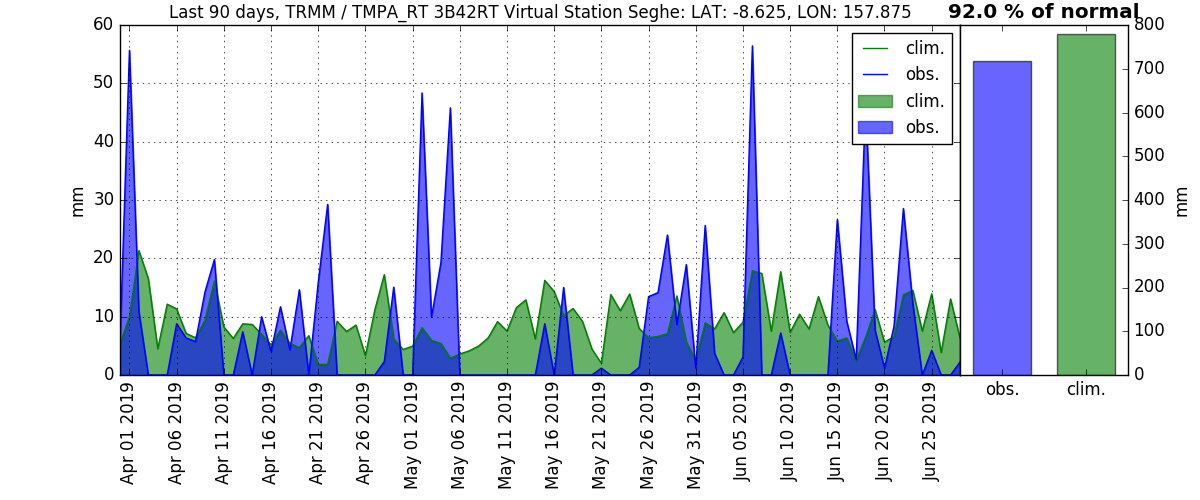 Last 90 days, TRMM / TMPA_RT 3B42RT Virtual Station Seghe: LAT: -8.625, LON: 157.875
92.0 % of normal
60
50
40
30
20
10
0
mm
clim.
obs.
clim.
obs.
Apr 01 2019
Apr 06 2019
Apr 11 2019
Apr 16 2019
Apr 21 2019
Apr 26 2019
May 01 2019
May 06 2019
May 11 2019
May 16 2019
May 21 2019
May 26 2019
May 31 2019
Jun 05 2019
Jun 10 2019
Jun 15 2019
Jun 20 2019
Jun 25 2019
800
700
600
500
400
300
200
100
0
mm
obs.
clim.